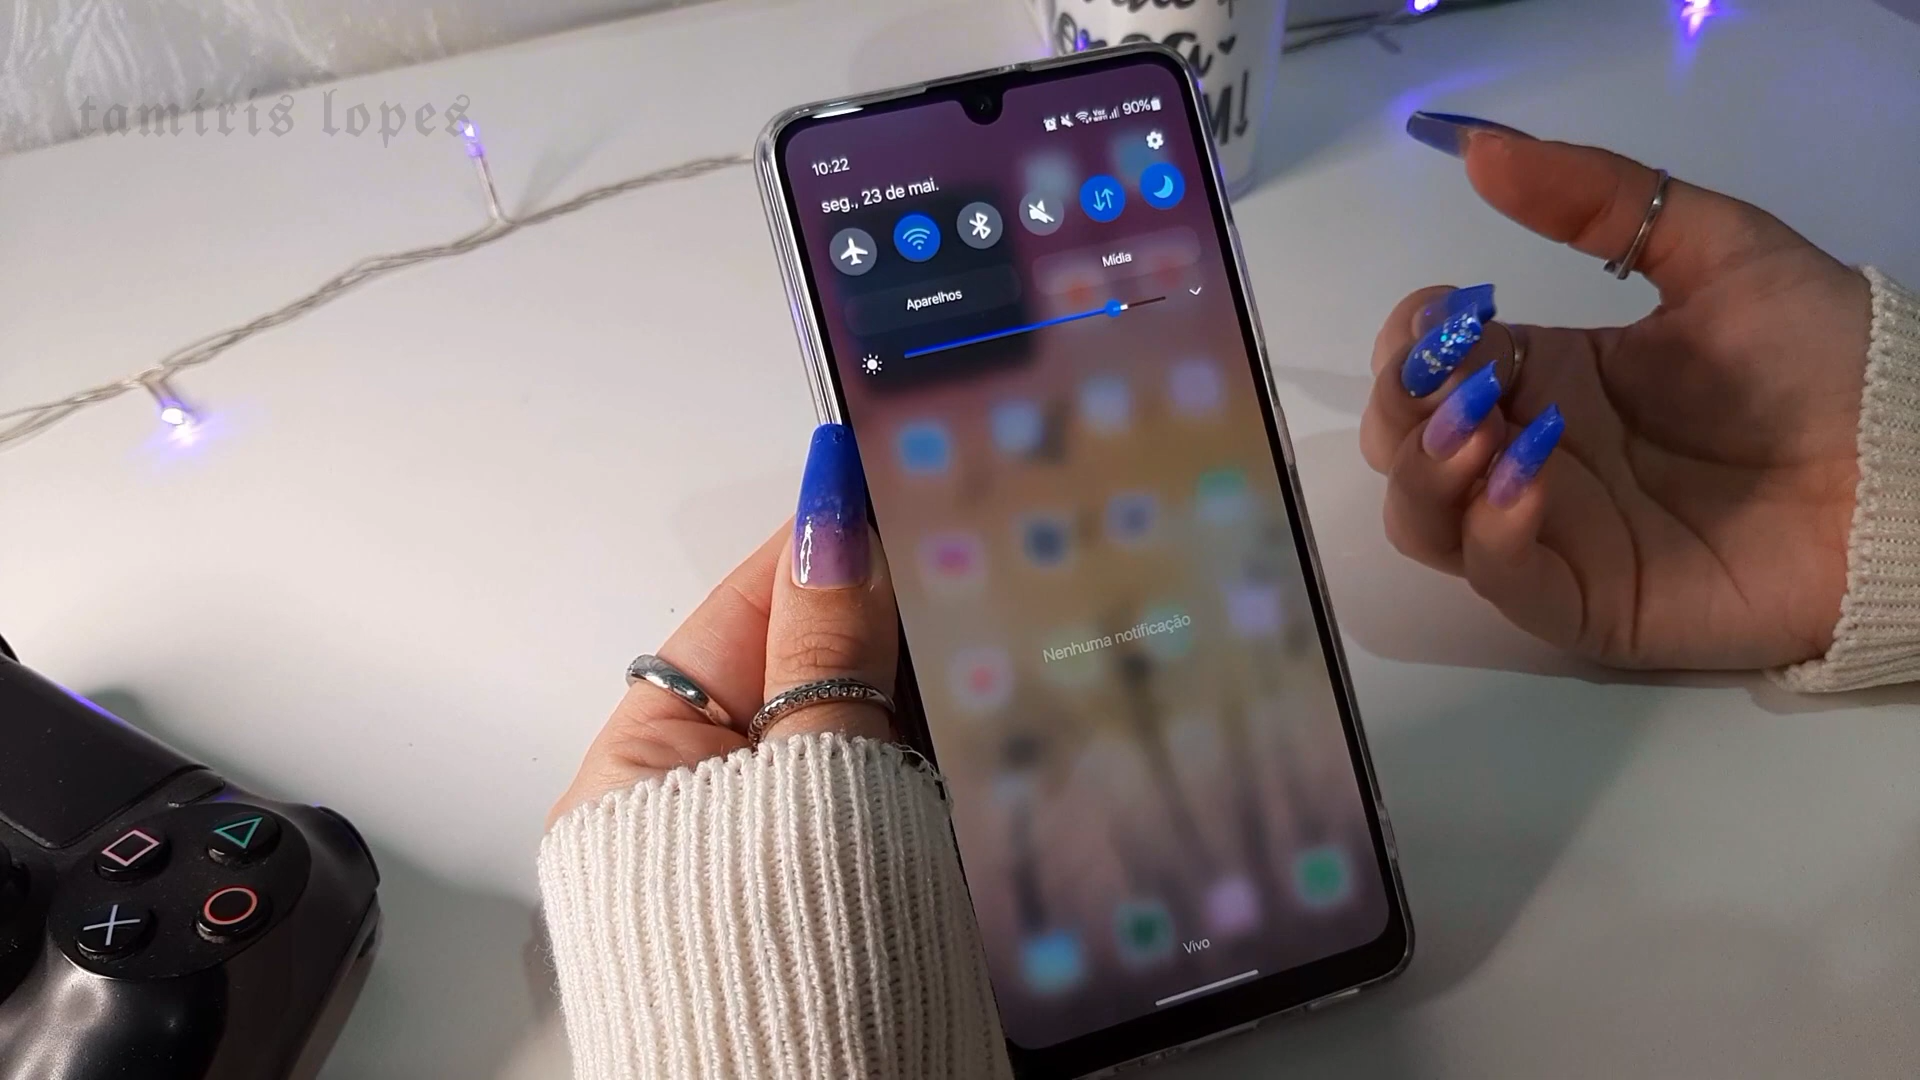 tamiris lopes
10:22
90%
seg., 23 de mai.
Aparelhos
Mídia
Nenhuma notificação
Vivo